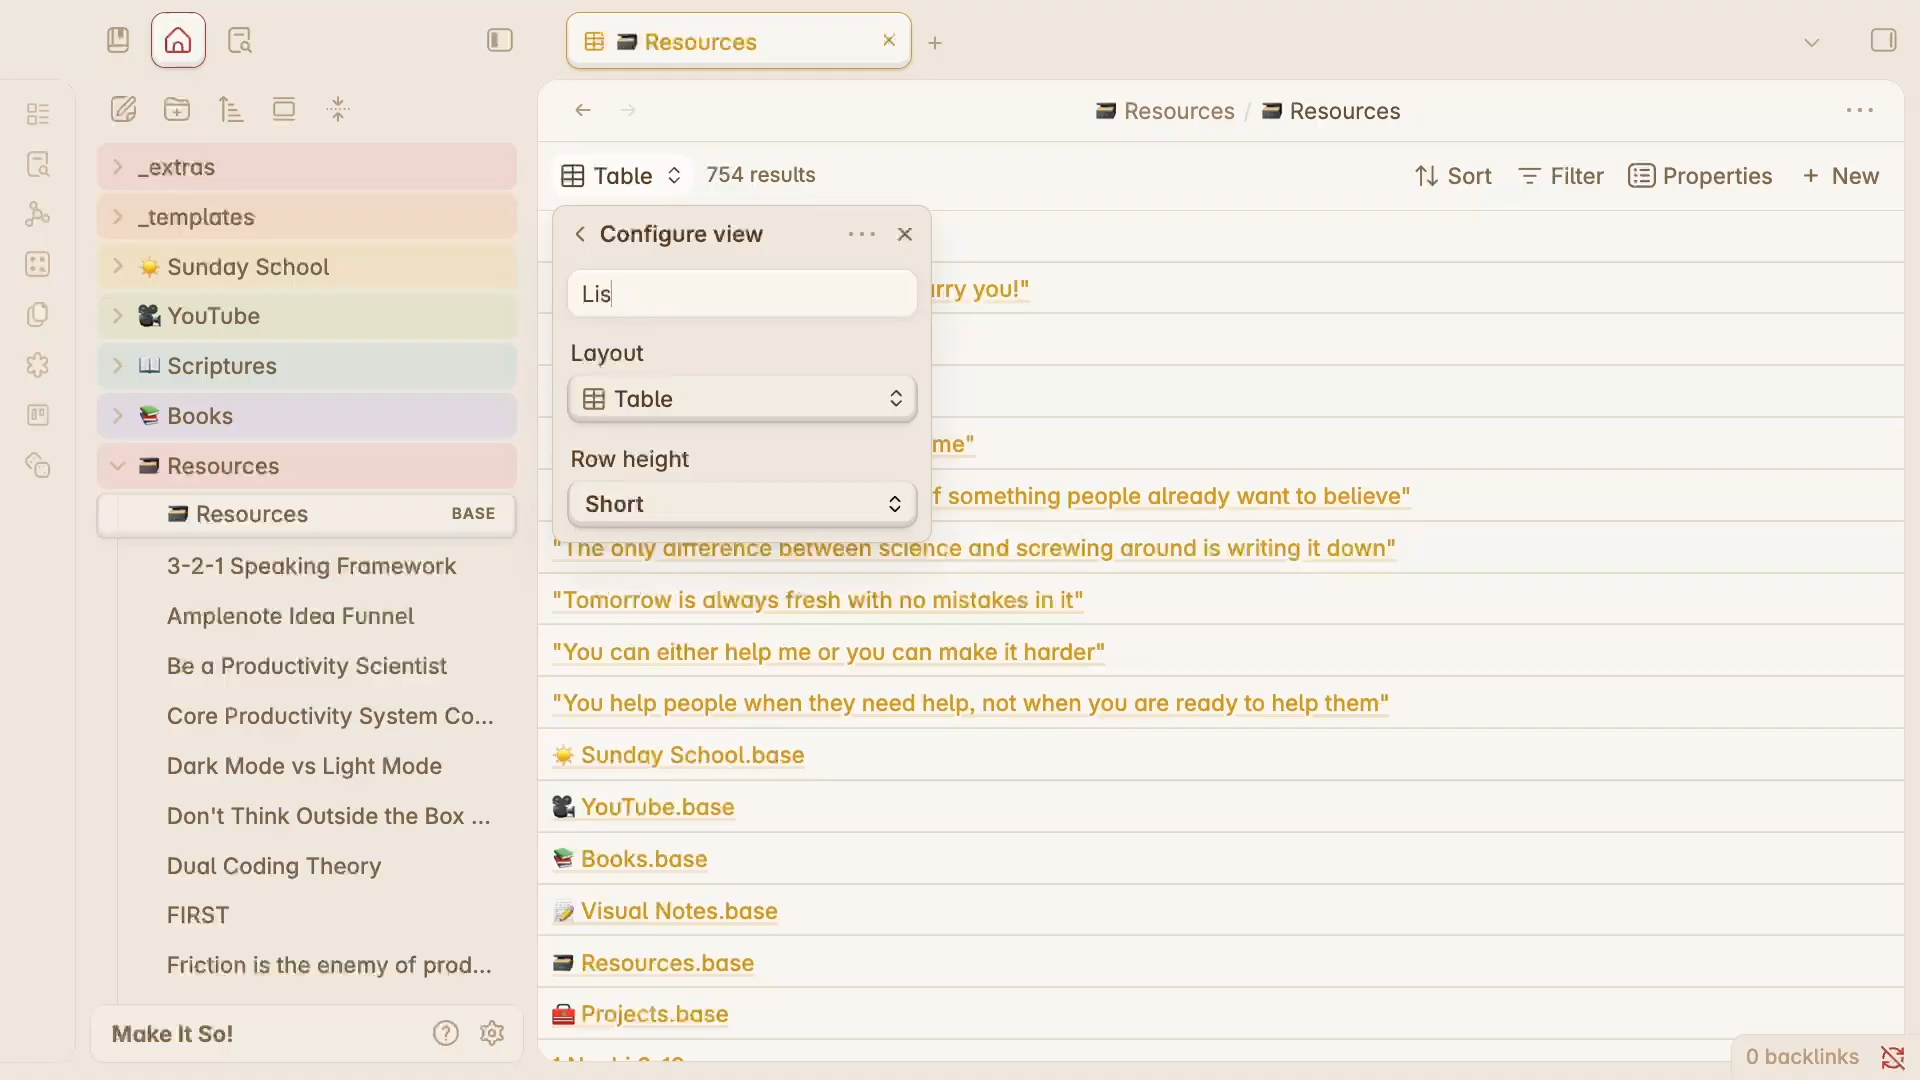 Resources
_extras
_templates
Sunday School
YouTube
Scriptures
Books
Resources
Resources BASE
3-2-1 Speaking Framework
Amplenote Idea Funnel
Be a Productivity Scientist
Core Productivity System Co...
Dark Mode vs Light Mode
Don't Think Outside the Box ...
Dual Coding Theory
FIRST
Friction is the enemy of prod...
Make It So!
Resources / Resources
Table 754 results Sort Filter Properties + New
Configure view
Lis
Layout
Table
Row height
Short
rry you!"
me"
something people already want to believe"
"The only difference between science and screwing around is writing it down"
"Tomorrow is always fresh with no mistakes in it"
"You can either help me or you can make it harder"
"You help people when they need help, not when you are ready to help them"
Sunday School.base
YouTube.base
Books.base
Visual Notes.base
Resources.base
Projects.base
0 backlinks